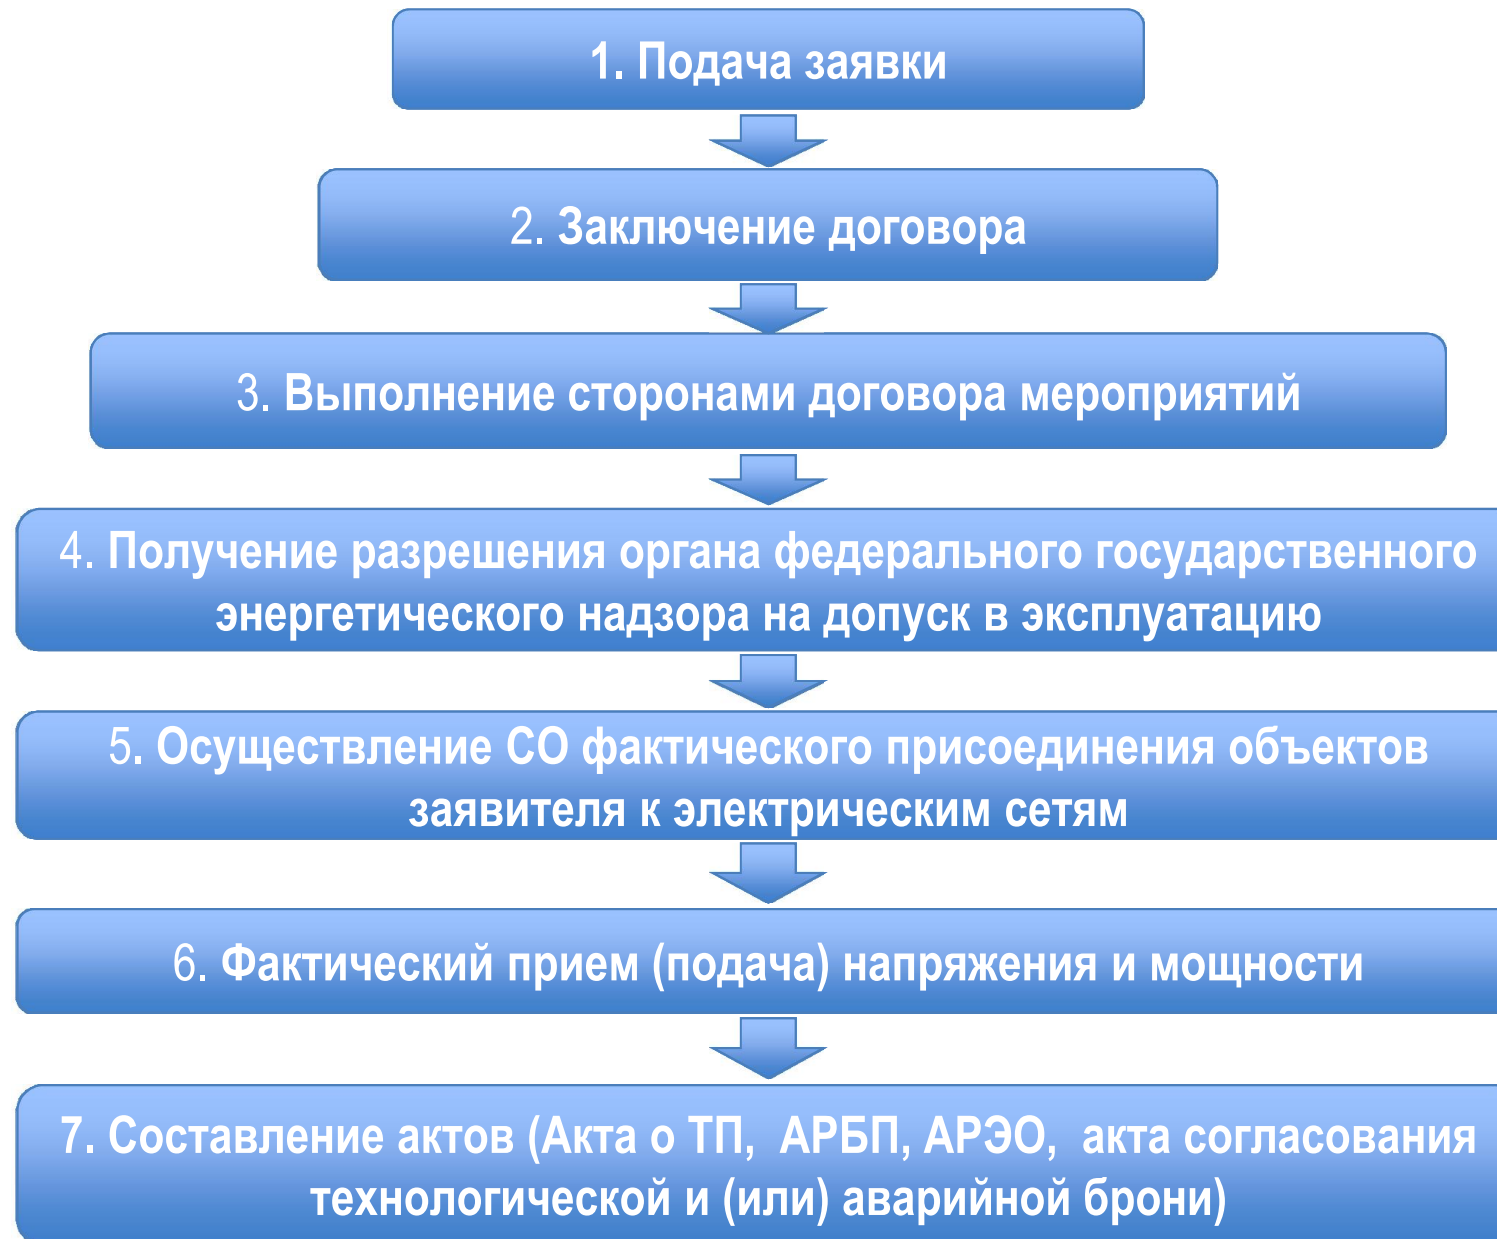 1. Подача заявки
2. Заключение договора
3. Выполнение сторонами договора мероприятий
4. Получение разрешения органа федерального государственного
энергетического надзора на допуск в эксплуатацию
5. Осуществление СО фактического присоединения объектов
заявителя к электрическим сетям
6. Фактический прием (подача) напряжения и мощности
7. Составление актов (Акта о ТП, АРБП, АРЭО, акта согласования
технологической и (или) аварийной брони)